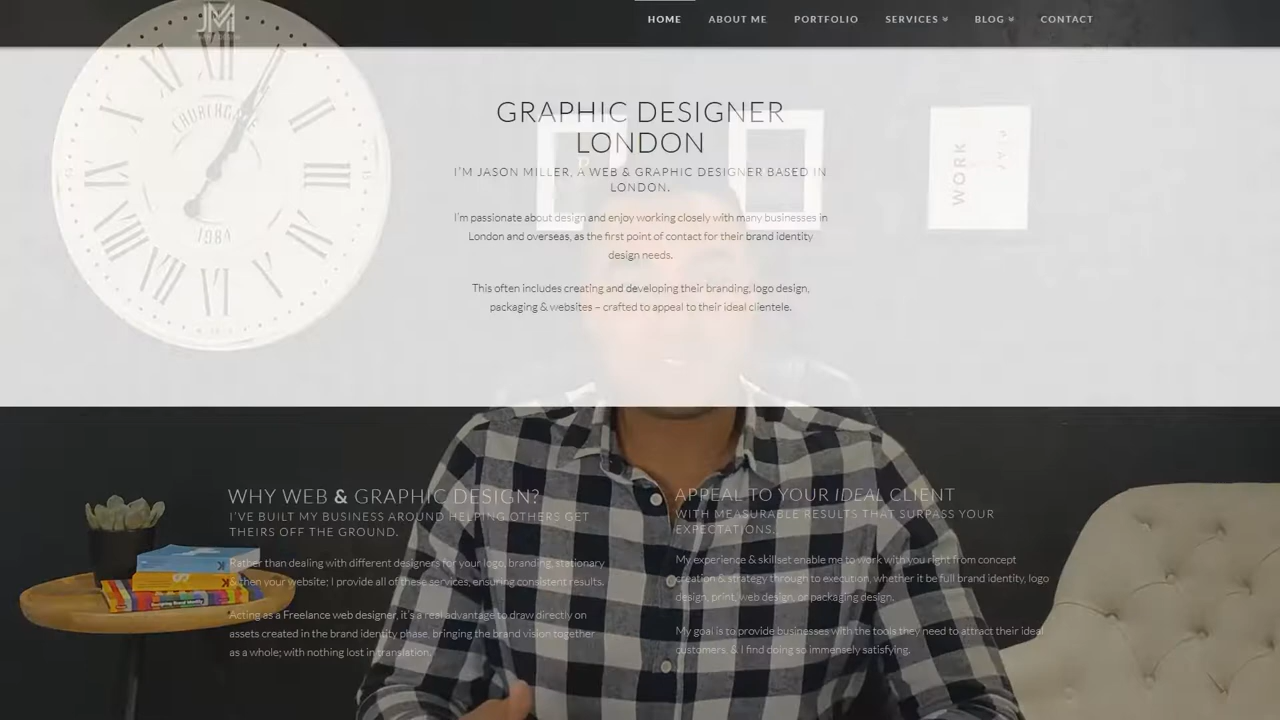 JM
HOME ABOUT ME PORTFOLIO SERVICES BLOG CONTACT
CHURCHGATE
1984
WORK
PLAY
GRAPHIC DESIGNER
LONDON
I'M JASON MILLER, A WEB & GRAPHIC DESIGNER BASED IN
LONDON.
I'm passionate about design and enjoy working closely with many businesses in
London and overseas, as the first point of contact for their brand identity
design needs.
This often includes creating and developing their branding, logo design,
packaging & websites – crafted to appeal to their ideal clientele.
WHY WEB & GRAPHIC DESIGN?
I'VE BUILT MY BUSINESS AROUND HELPING OTHERS GET
THEIRS OFF THE GROUND.
Rather than dealing with different designers for your logo, branding, stationary
& then your website; I provide all of these services, ensuring consistent results.
Acting as a Freelance web designer, it's a real advantage to draw directly on
assets created in the brand identity phase, bringing the brand vision together
as a whole; with nothing lost in translation.
APPEAL TO YOUR IDEAL CLIENT
WITH MEASURABLE RESULTS THAT SURPASS YOUR
EXPECTATIONS.
My experience & skillset enable me to work with you right from concept
creation & strategy through to execution, whether it be full brand identity, logo
design, print, web design, or packaging design.
My goal is to provide businesses with the tools they need to attract their ideal
customers, & I find doing so immensely satisfying.
Designing Brand Identity